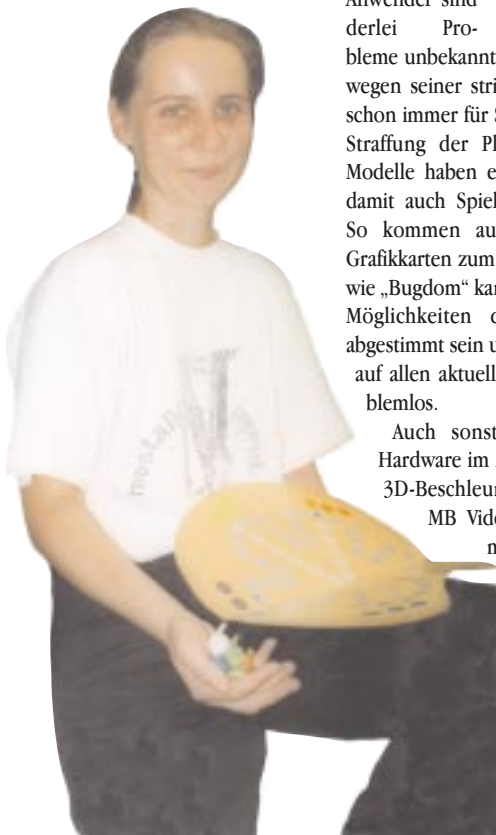 Anwender sind
derlei Pro-
bleme unbekannt
wegen seiner stri
schon immer für S
Straffung der Pl
Modelle haben e
damit auch Spiel
So kommen au
Grafikkarten zum
wie „Bugdom“ kan
Möglichkeiten d
abgestimmt sein u
auf allen aktuell
blemlos.
Auch sonst
Hardware im
3D-Beschleun
MB Vide